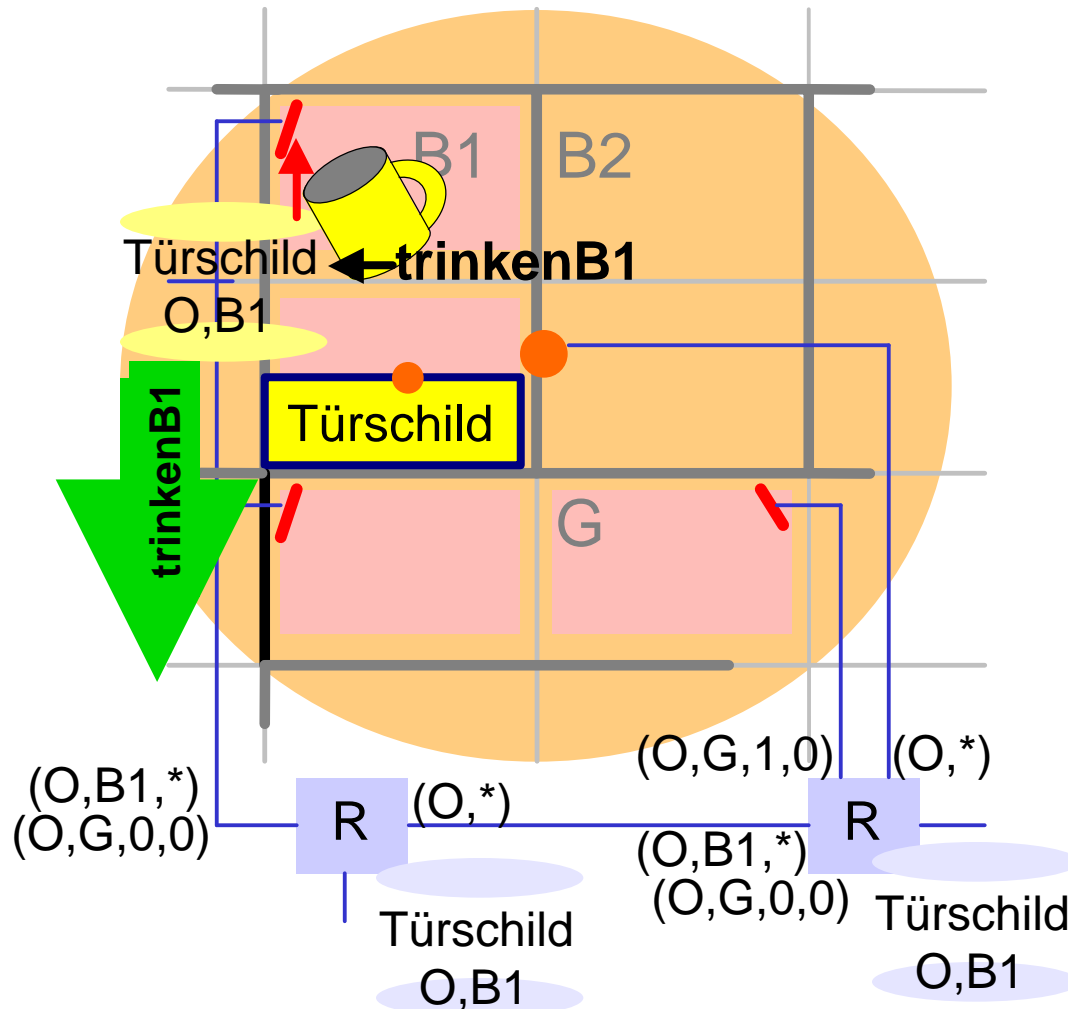 B1
B2
Türschild
O,B1
trinkenB1
trinkenB1
Türschild
G
(O,B1,*)
(O,G,0,0)
R
(O,*)
(O,G,1,0)
(O,*)
(O,B1,*)
(O,G,0,0)
R
Türschild
O,B1
Türschild
O,B1